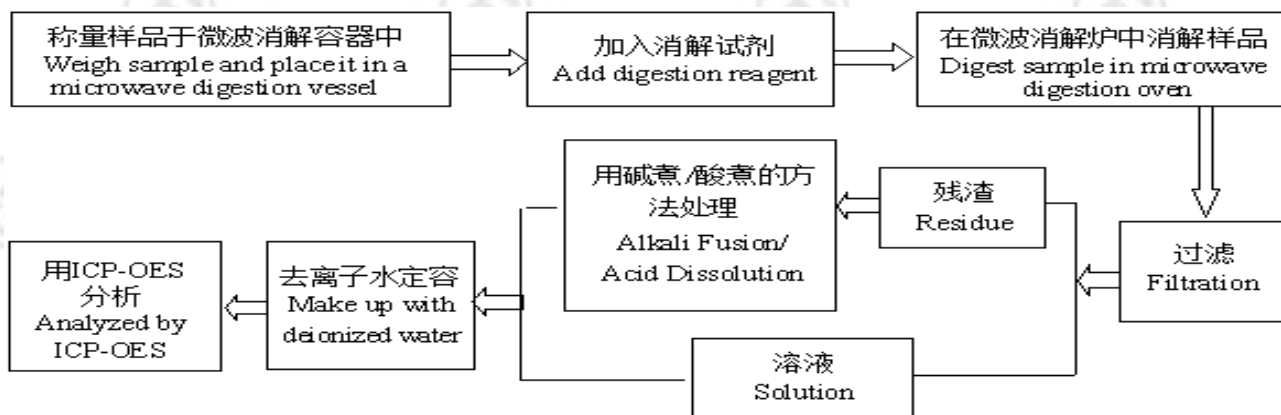 称量样品于微波消解容器中
Weigh sample and place it in a
microwave digestion vessel
加入消解试剂
Add digestion reagent
在微波消解炉中消解样品
Digest sample in microwave
digestion oven
过滤
Filtration
残渣
Residue
用碱煮/酸煮的方
法处理
Alkali Fusion/
Acid Dissolution
溶液
Solution
去离子水定容
Make up with
deionized water
用ICP-OES
分析
Analyzed by
ICP-OES